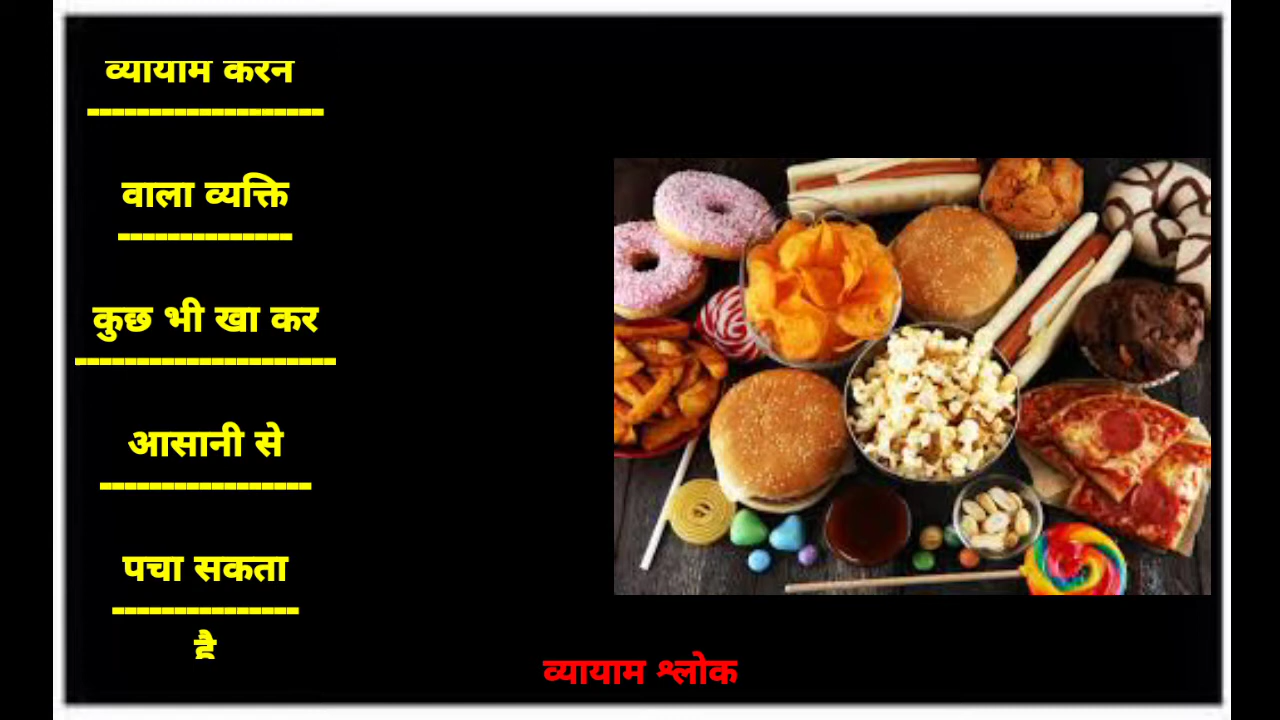 व्यायाम करने
वाला व्यक्ति
कुछ भी खा कर
आसानी से
पचा सकता
है
व्यायाम श्लोक